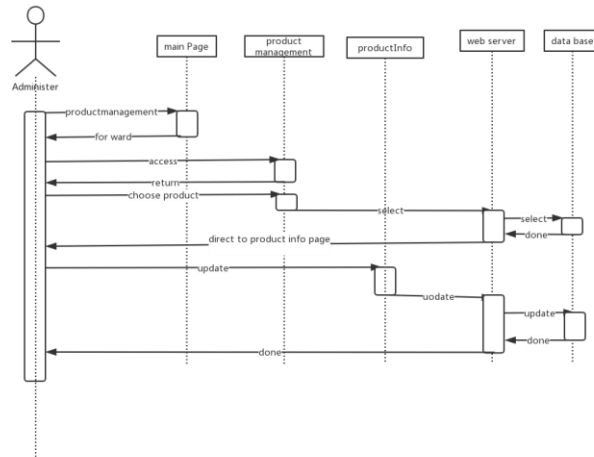 main Page
product
management
productInfo
web server
data base
Administer
productmanagement
for ward
access
return
choose product
select
select
done
direct to product info page
update
uodate
update
done
done